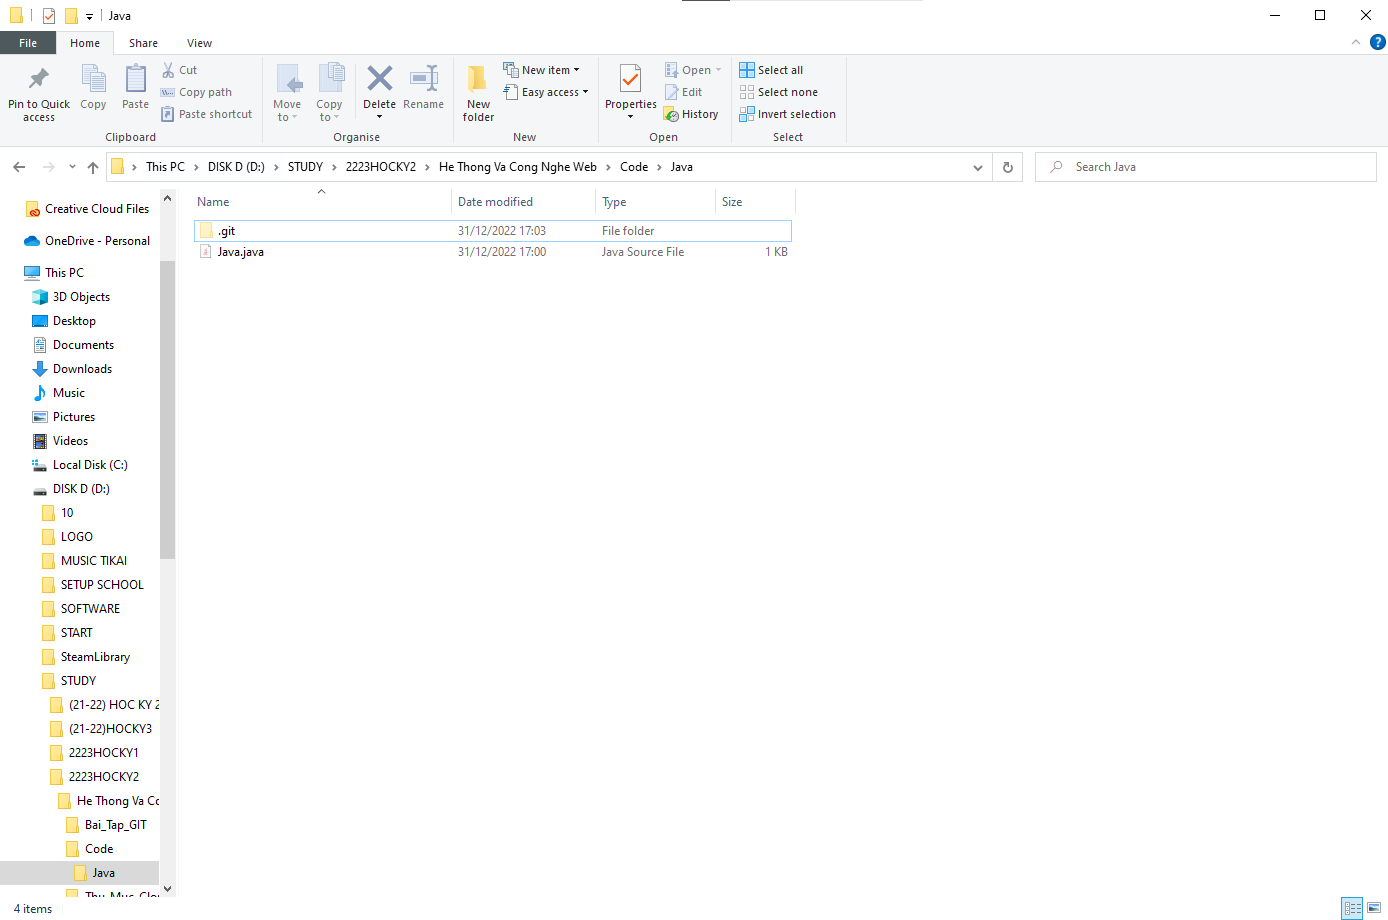 Java
File Home Share View
Pin to Quick access
Copy
Paste
Cut
Copy path
Paste shortcut
Clipboard
Move to
Copy to
Delete
Rename
Organise
New folder
New item
Easy access
New
Properties
Open
Edit
History
Open
Select all
Select none
Invert selection
Select
This PC > DISK D (D:) > STUDY > 2223HOCKY2 > He Thong Va Cong Nghe Web > Code > Java
Search Java
Name Date modified Type Size
.git 31/12/2022 17:03 File folder
Java.java 31/12/2022 17:00 Java Source File 1 KB
Creative Cloud Files
OneDrive - Personal
This PC
3D Objects
Desktop
Documents
Downloads
Music
Pictures
Videos
Local Disk (C:)
DISK D (D:)
10
LOGO
MUSIC TIKAI
SETUP SCHOOL
SOFTWARE
START
SteamLibrary
STUDY
(21-22) HOC KY 2
(21-22)HOCKY3
2223HOCKY1
2223HOCKY2
He Thong Va Co
Bai_Tap_GIT
Code
Java
4 items